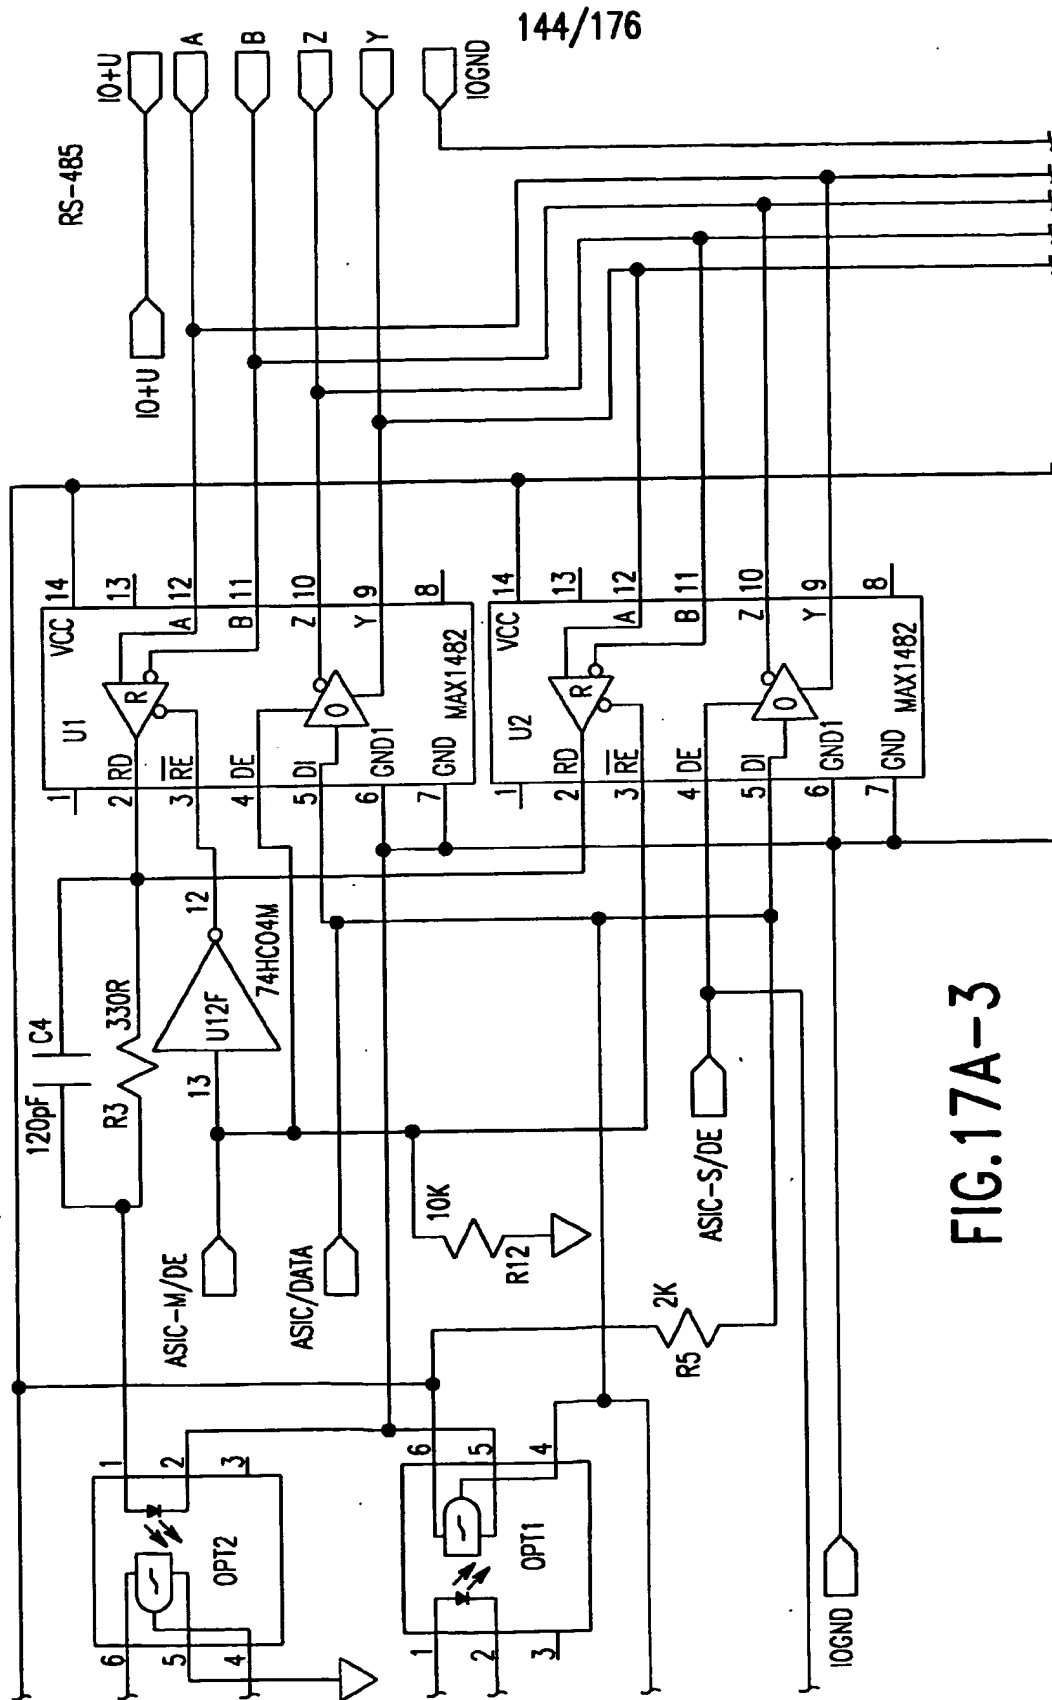 144/176
RS-485
IO+U
IO+U
A
B
Z
Y
IOGND
U1
VCC 14
13
A 12
B 11
Z 10
Y 9
8
MAX1482
R
O
1
2 RD
3 RE
4 DE
5 DI
6 GND1
7 GND
U2
VCC 14
13
A 12
B 11
Z 10
Y 9
8
MAX1482
R
O
1
2 RD
3 RE
4 DE
5 DI
6 GND1
7 GND
120pF C4
R3 330R
13 U12F 12
74HC04M
ASIC-M/DE
ASIC/DATA
10K
R12
ASIC-S/DE
R5 2K
OPT2
1
2
3
6
5
4
OPT1
6
5
4
1
2
3
IOGND
FIG.17A-3